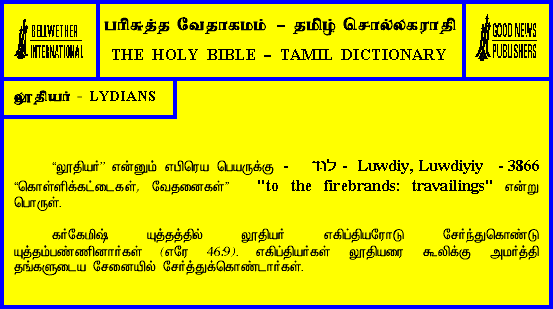 BELLWETHER
INTERNATIONAL
பரிசுத்த வேதாகமம் – தமிழ் சொல்லகராதி
THE HOLY BIBLE – TAMIL DICTIONARY
GOOD NEWS
PUBLISHERS
லூதியர் - LYDIANS
“லூதியர்” என்னும் எபிரெய பெயருக்கு - לוּדִי - Luwdiy, Luwdiyiy - 3866
“கொள்ளிக்கட்டைகள், வேதனைகள்” "to the firebrands: travailings" என்று
பொருள்.
கர்கேமிஷ் யுத்தத்தில் லூதியர் எகிப்தியரோடு சேர்ந்துகொண்டு
யுத்தம்பண்ணினார்கள் (எரே 46:9). எகிப்தியர்கள் லூதியரை கூலிக்கு அமர்த்தி
தங்களுடைய சேனையில் சேர்த்துக்கொண்டார்கள்.